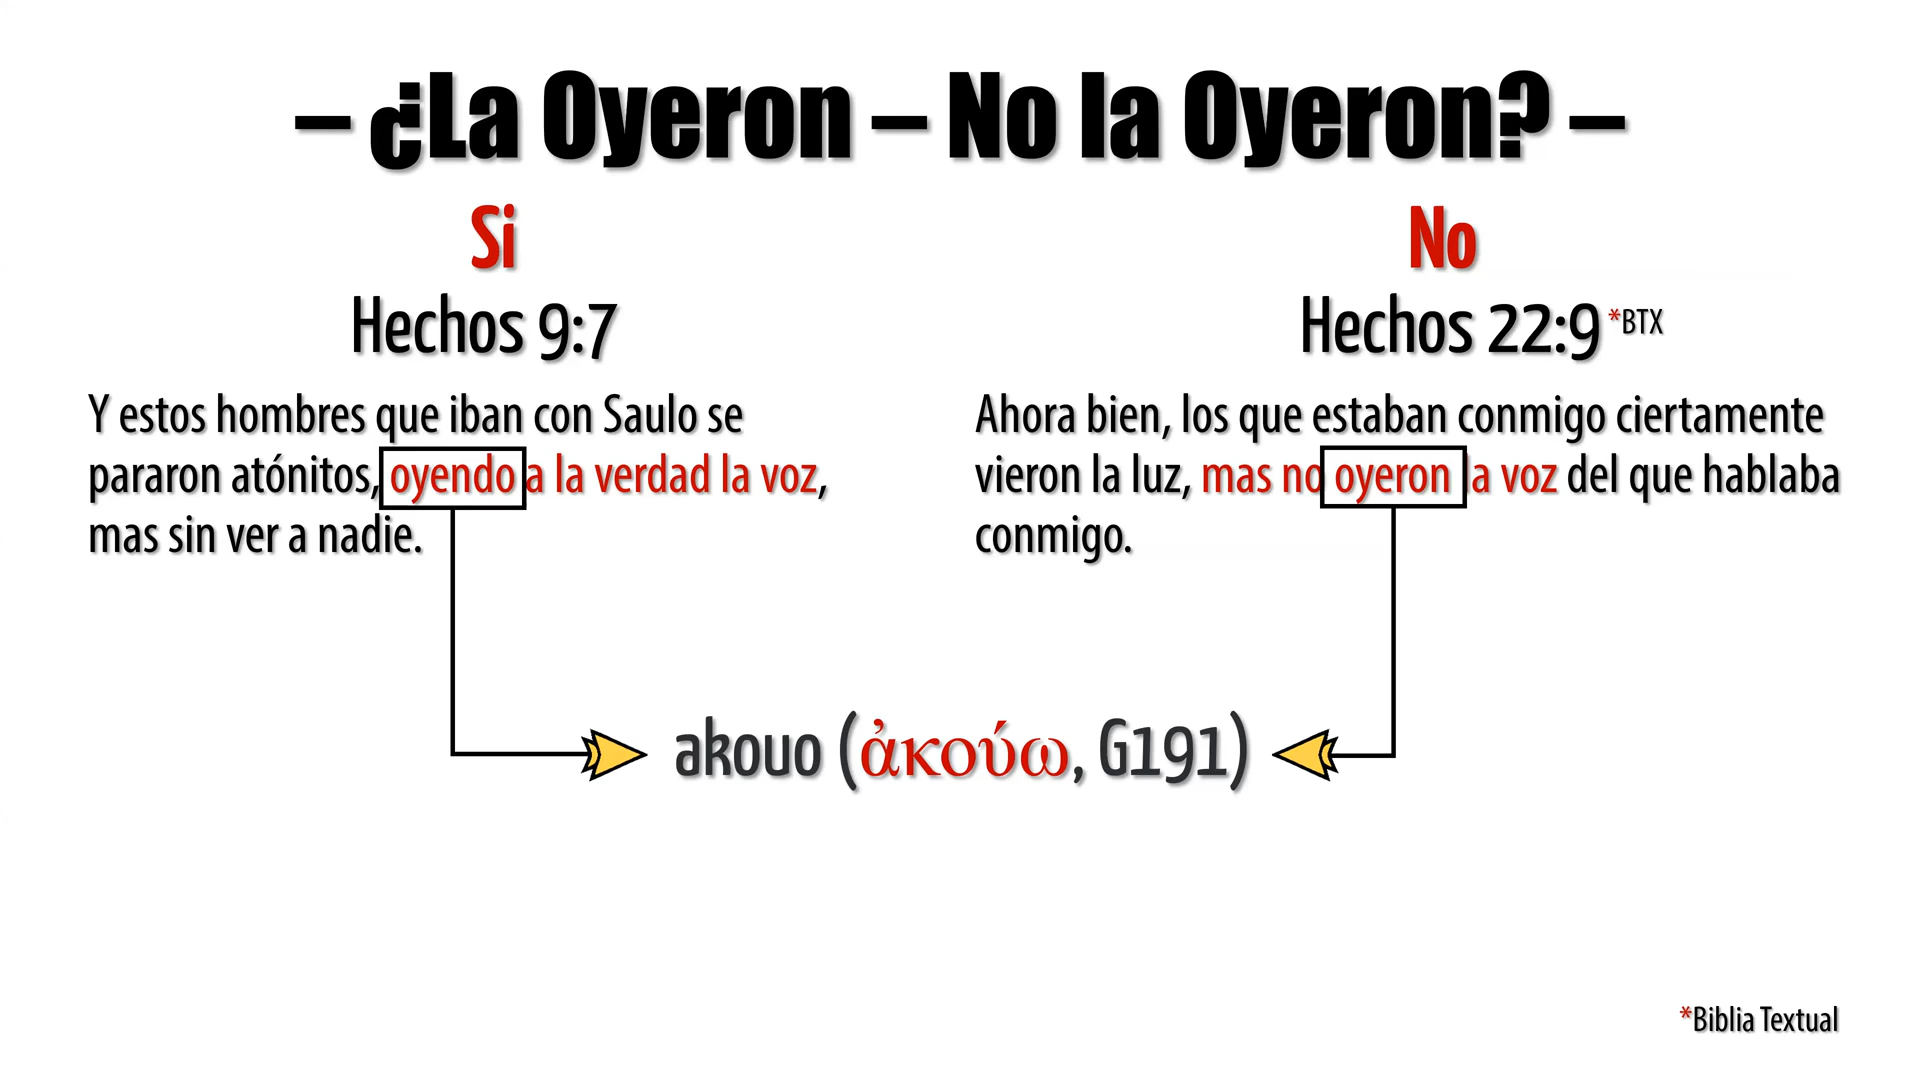 – ¿La Oyeron – No la Oyeron? –
Si
Hechos 9:7
Y estos hombres que iban con Saulo se
pararon atónitos, oyendo a la verdad la voz,
mas sin ver a nadie.
No
Hechos 22:9 *BTX
Ahora bien, los que estaban conmigo ciertamente
vieron la luz, mas no oyeron la voz del que hablaba
conmigo.
akouo (ἀκούω, G191)
*Biblia Textual